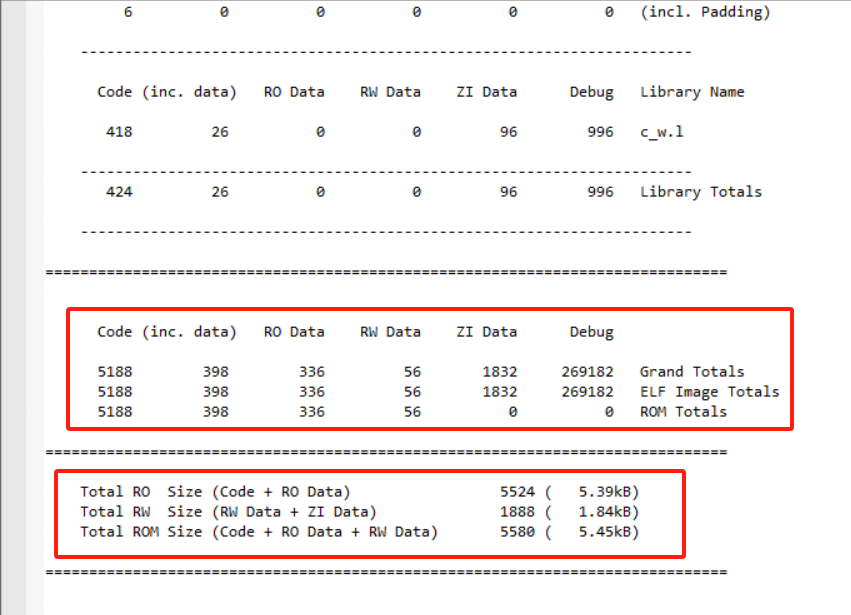 6 0 0 0 0 0 (incl. Padding)
----------------------------------------------------------------------
Code (inc. data) RO Data RW Data ZI Data Debug Library Name
418 26 0 0 96 996 c_w.l
----------------------------------------------------------------------
424 26 0 0 96 996 Library Totals
----------------------------------------------------------------------
==============================================================================
Code (inc. data) RO Data RW Data ZI Data Debug
5188 398 336 56 1832 269182 Grand Totals
5188 398 336 56 1832 269182 ELF Image Totals
5188 398 336 56 0 0 ROM Totals
==============================================================================
Total RO Size (Code + RO Data) 5524 ( 5.39kB)
Total RW Size (RW Data + ZI Data) 1888 ( 1.84kB)
Total ROM Size (Code + RO Data + RW Data) 5580 ( 5.45kB)
==============================================================================